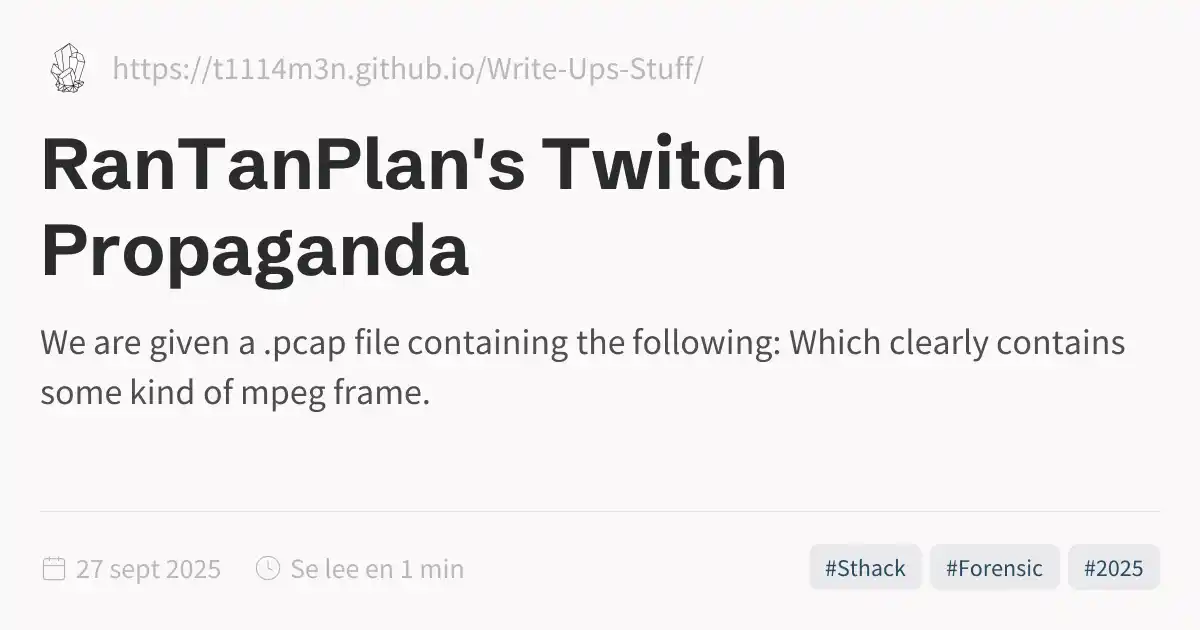 https://t1114m3n.github.io/Write-Ups-Stuff/
RanTanPlan's Twitch
Propaganda
We are given a .pcap file containing the following: Which clearly contains
some kind of mpeg frame.
27 sept 2025 Se lee en 1 min #Sthack #Forensic #2025